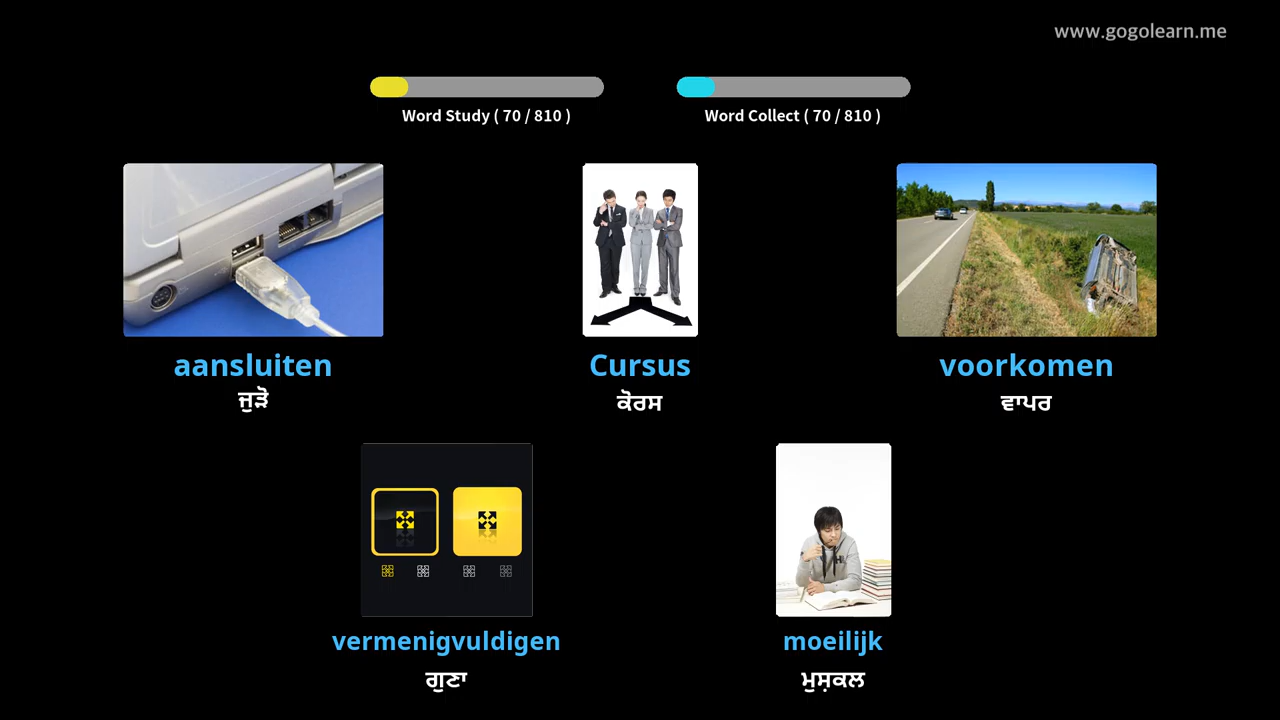 www.gogolearn.me
Word Study ( 70 / 810 )
Word Collect ( 70 / 810 )
aansluiten
ਜੁੜੋ
Cursus
ਕੋਰਸ
voorkomen
ਵਾਪਰ
vermenigvuldigen
ਗੁਣਾ
moeilijk
ਮੁਸ਼ਕਲ